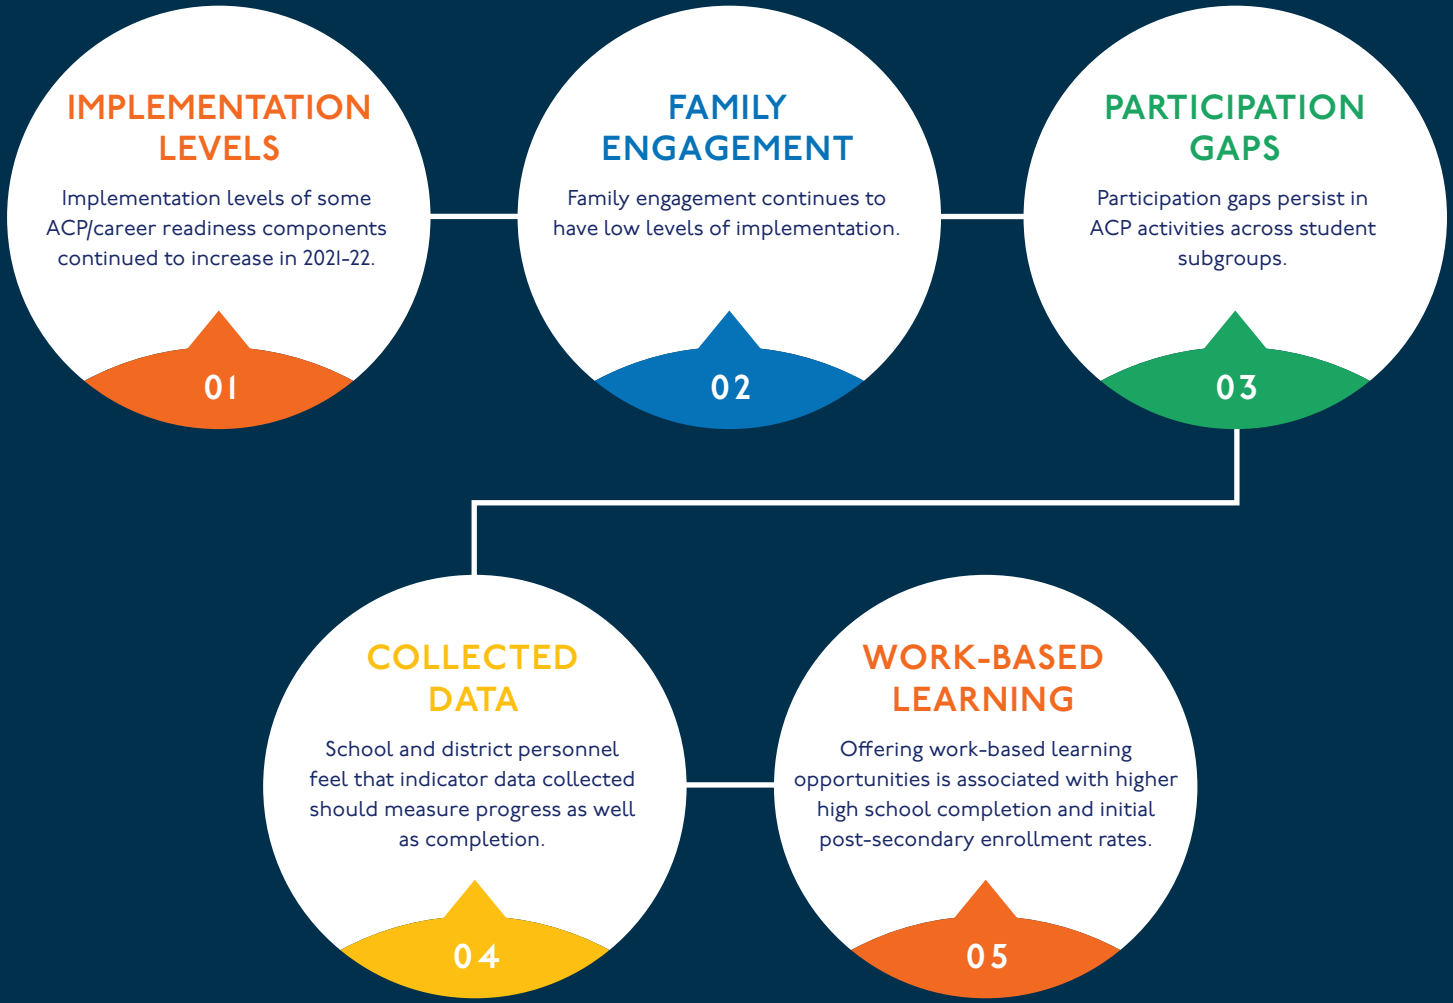 IMPLEMENTATION
LEVELS
Implementation levels of some
ACP/career readiness components
continued to increase in 2021-22.
01
FAMILY
ENGAGEMENT
Family engagement continues to
have low levels of implementation.
02
PARTICIPATION
GAPS
Participation gaps persist in
ACP activities across student
subgroups.
03
COLLECTED
DATA
School and district personnel
feel that indicator data collected
should measure progress as well
as completion.
04
WORK-BASED
LEARNING
Offering work-based learning
opportunities is associated with higher
high school completion and initial
post-secondary enrollment rates.
05